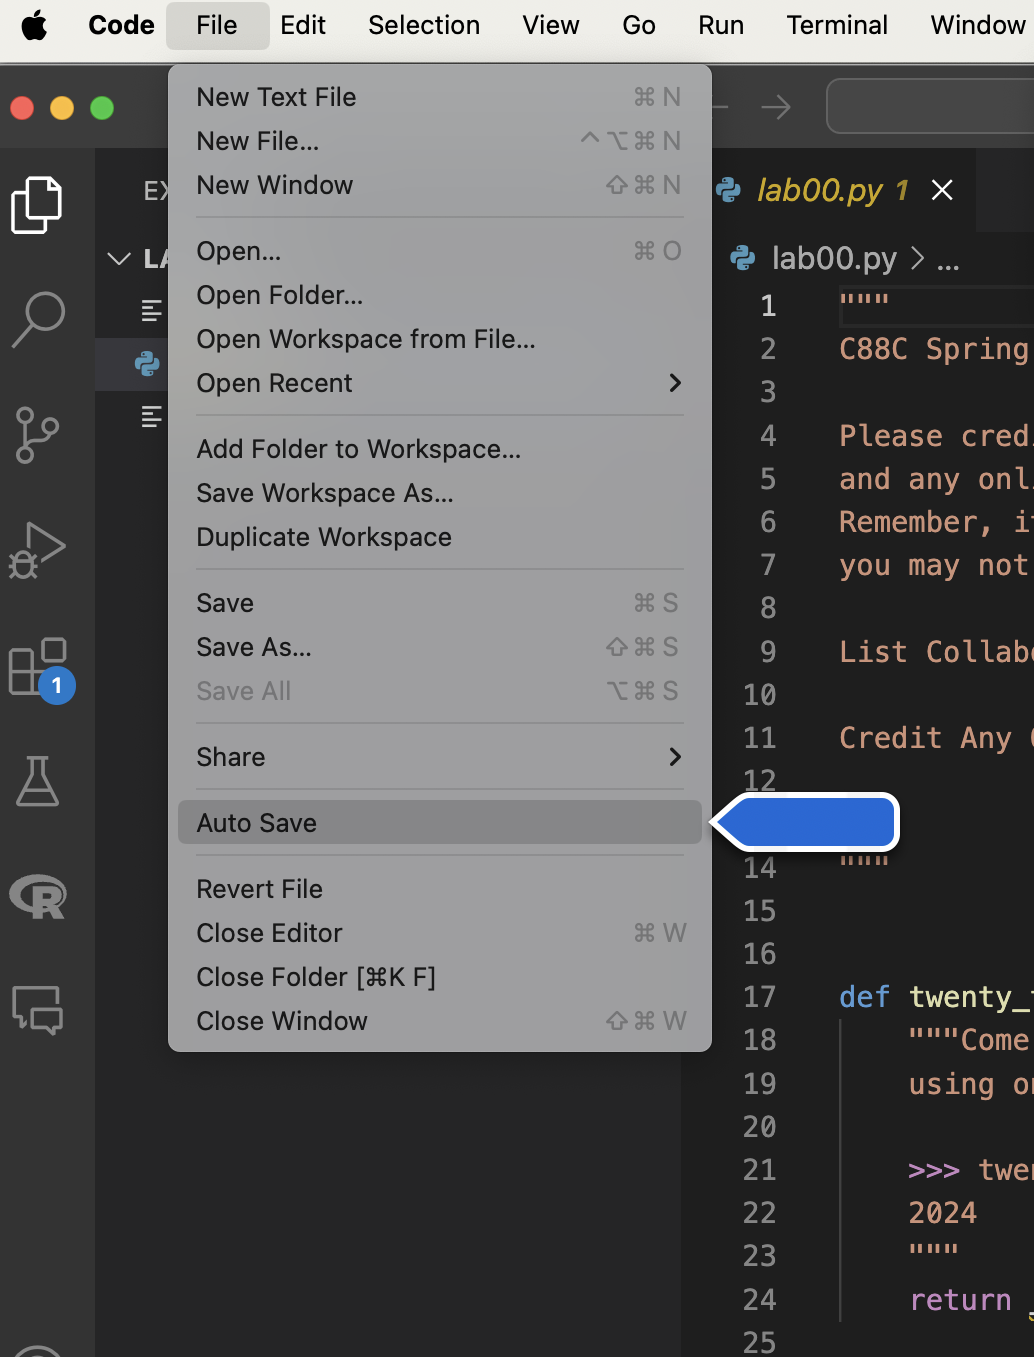 Code File Edit Selection View Go Run Terminal Window
New Text File ⌘ N
New File... ^⌥⌘ N
New Window ⇧⌘ N
Open... ⌘ O
Open Folder...
Open Workspace from File...
Open Recent
Add Folder to Workspace...
Save Workspace As...
Duplicate Workspace
Save ⌘ S
Save As... ⇧⌘ S
Save All ⌥⌘ S
Share
Auto Save
Revert File
Close Editor ⌘ W
Close Folder [⌘K F]
Close Window ⇧⌘ W
EX
LA
1
R
lab00.py 1
lab00.py > ...
1 """
2 C88C Spring
3
4 Please cred
5 and any onl
6 Remember, i
7 you may not
8
9 List Collab
10
11 Credit Any
12
14 """
15
16
17 def twenty_
18 """Come
19 using o
20
21 >>> twe
22 2024
23 """
24 return
25